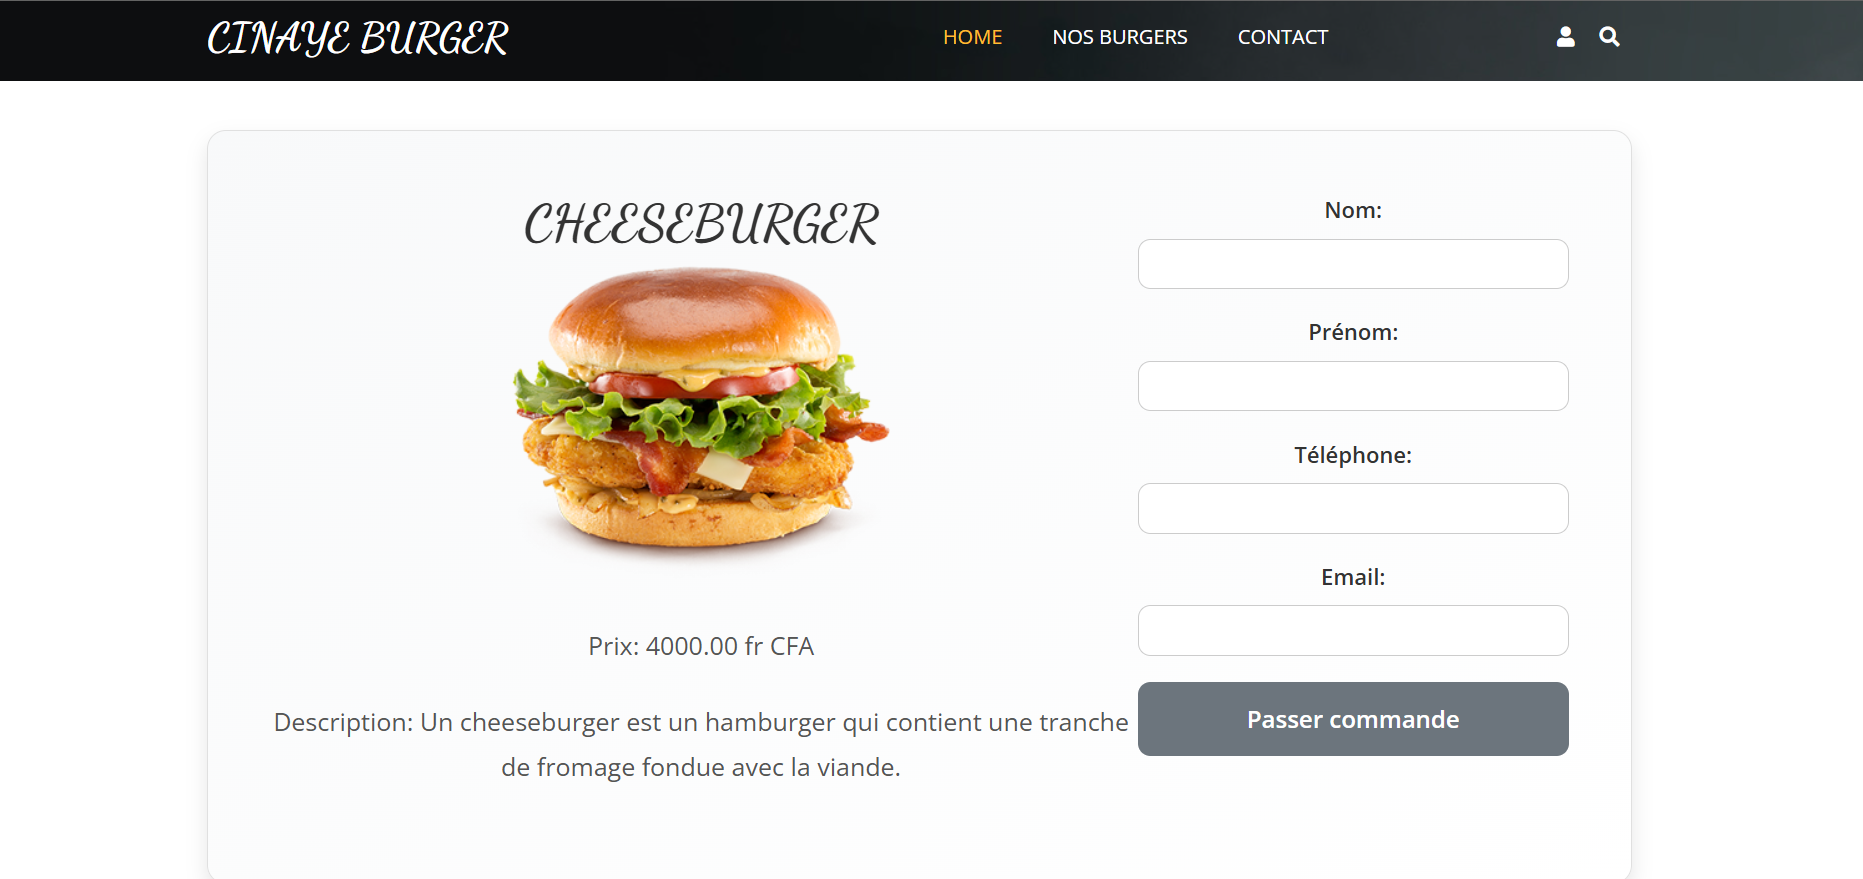 CINAYE BURGER
HOME
NOS BURGERS
CONTACT
CHEESEBURGER
Prix: 4000.00 fr CFA
Description: Un cheeseburger est un hamburger qui contient une tranche
de fromage fondue avec la viande.
Nom:
Prénom:
Téléphone:
Email:
Passer commande